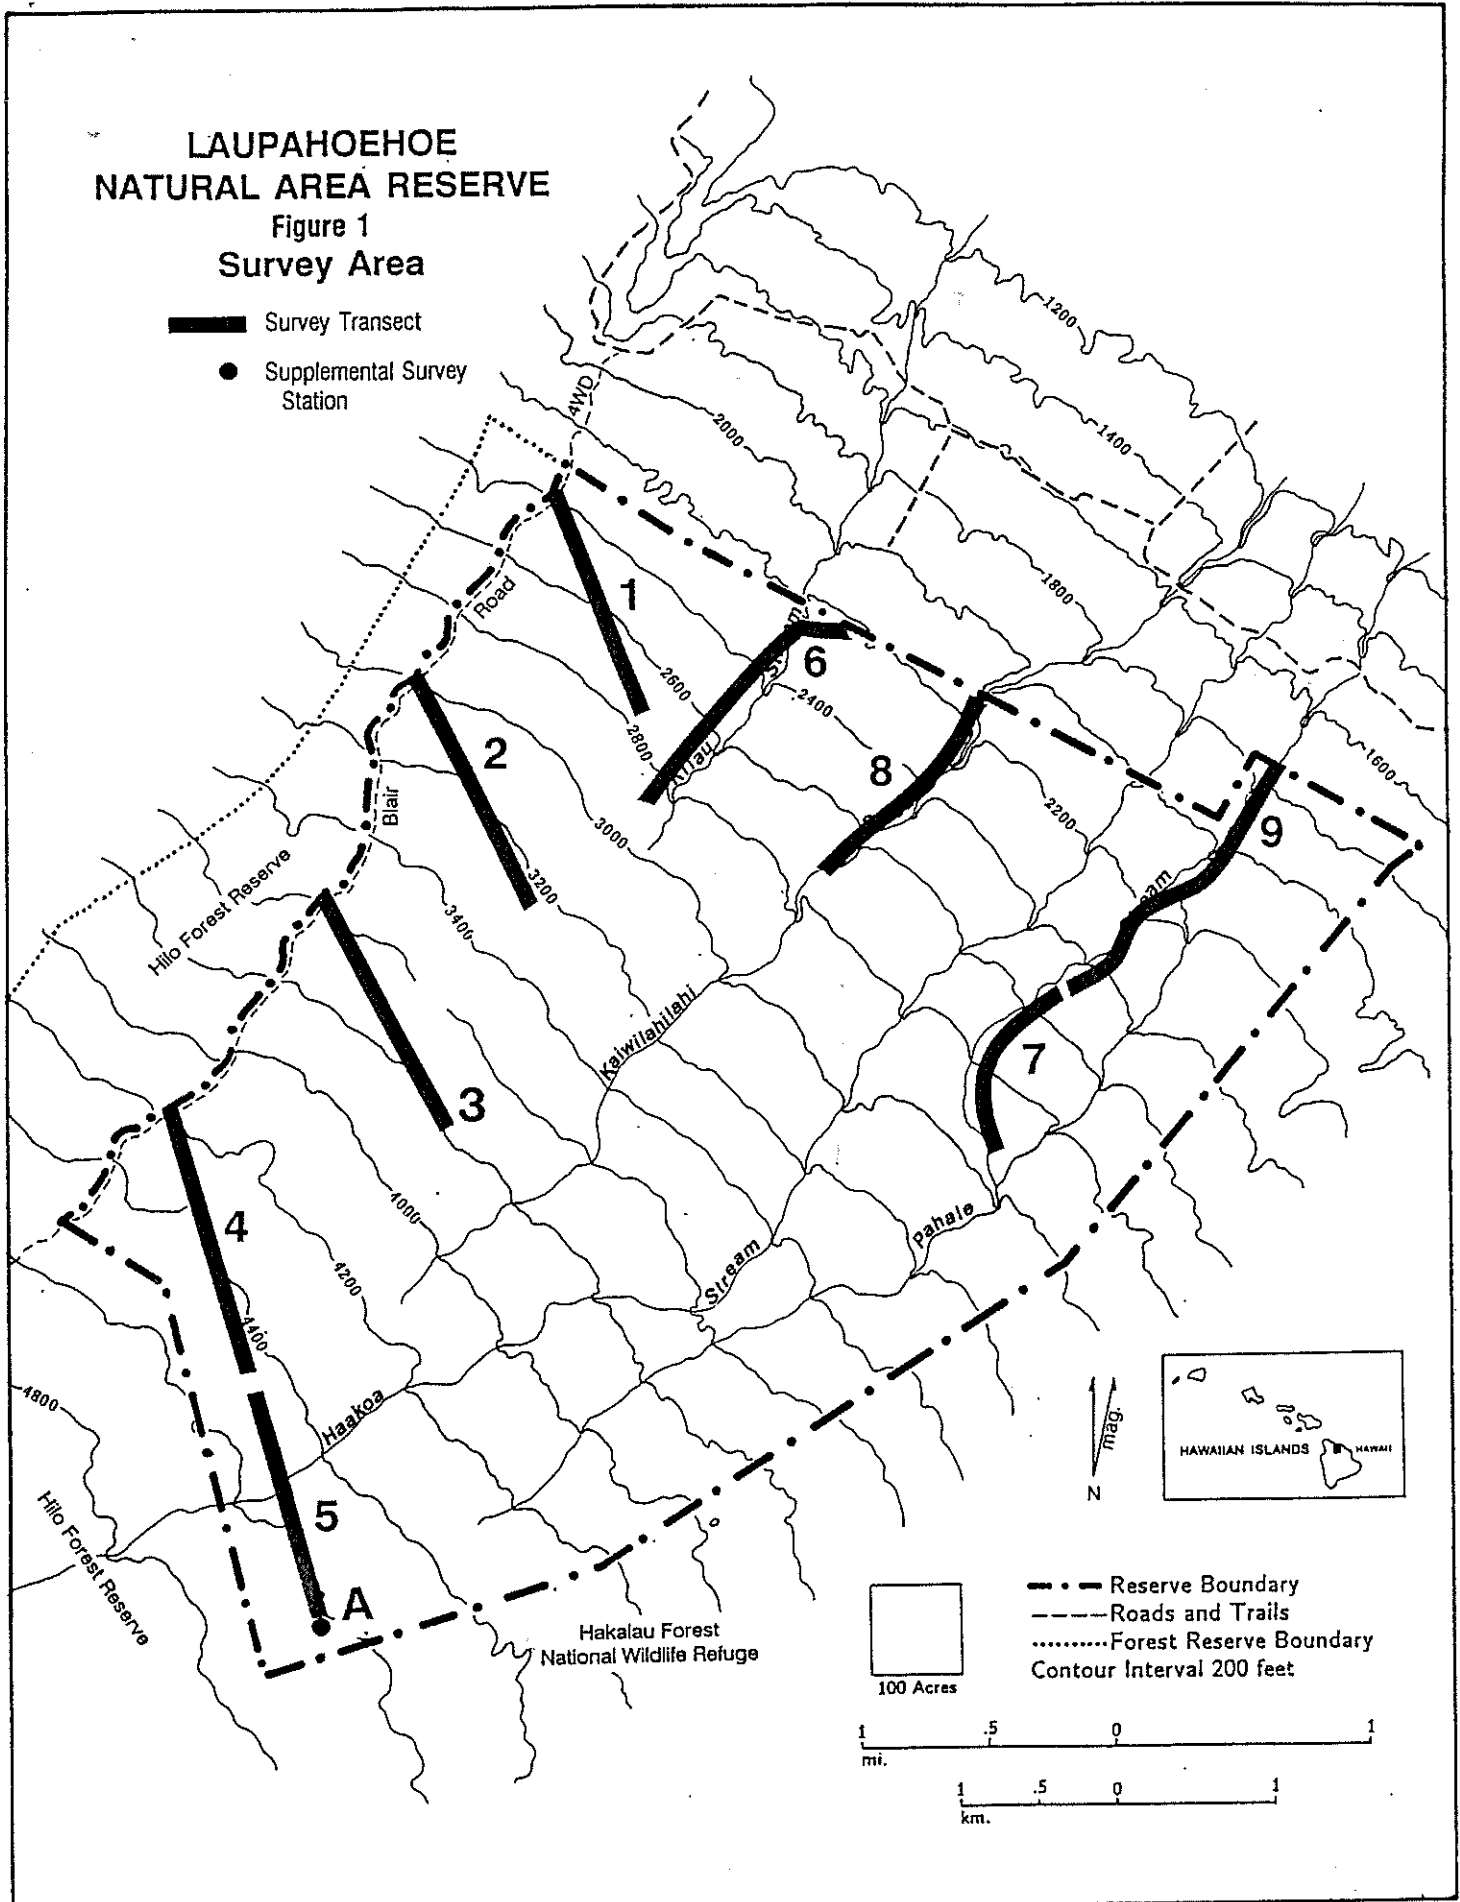 LAUPAHOEHOE
NATURAL AREA RESERVE
Figure 1
Survey Area
Survey Transect
Supplemental Survey
Station
4WD
1200
2000
1400
1
Road
1800
6
2600
2400
2800
2
8
Blair
1600
2200
9
3000
3200
Hilo Forest Reserve
3400
Kaiwilahilahi
7
3
4000
4
Pahale
Stream
4200
4400
mag.
N
HAWAIIAN ISLANDS
HAWAII
4800
Haakoa
5
Hilo Forest Reserve
A
Hakalau Forest
National Wildlife Refuge
100 Acres
Reserve Boundary
Roads and Trails
Forest Reserve Boundary
Contour Interval 200 feet
1 .5 0 1
mi.
1 .5 0 1
km.